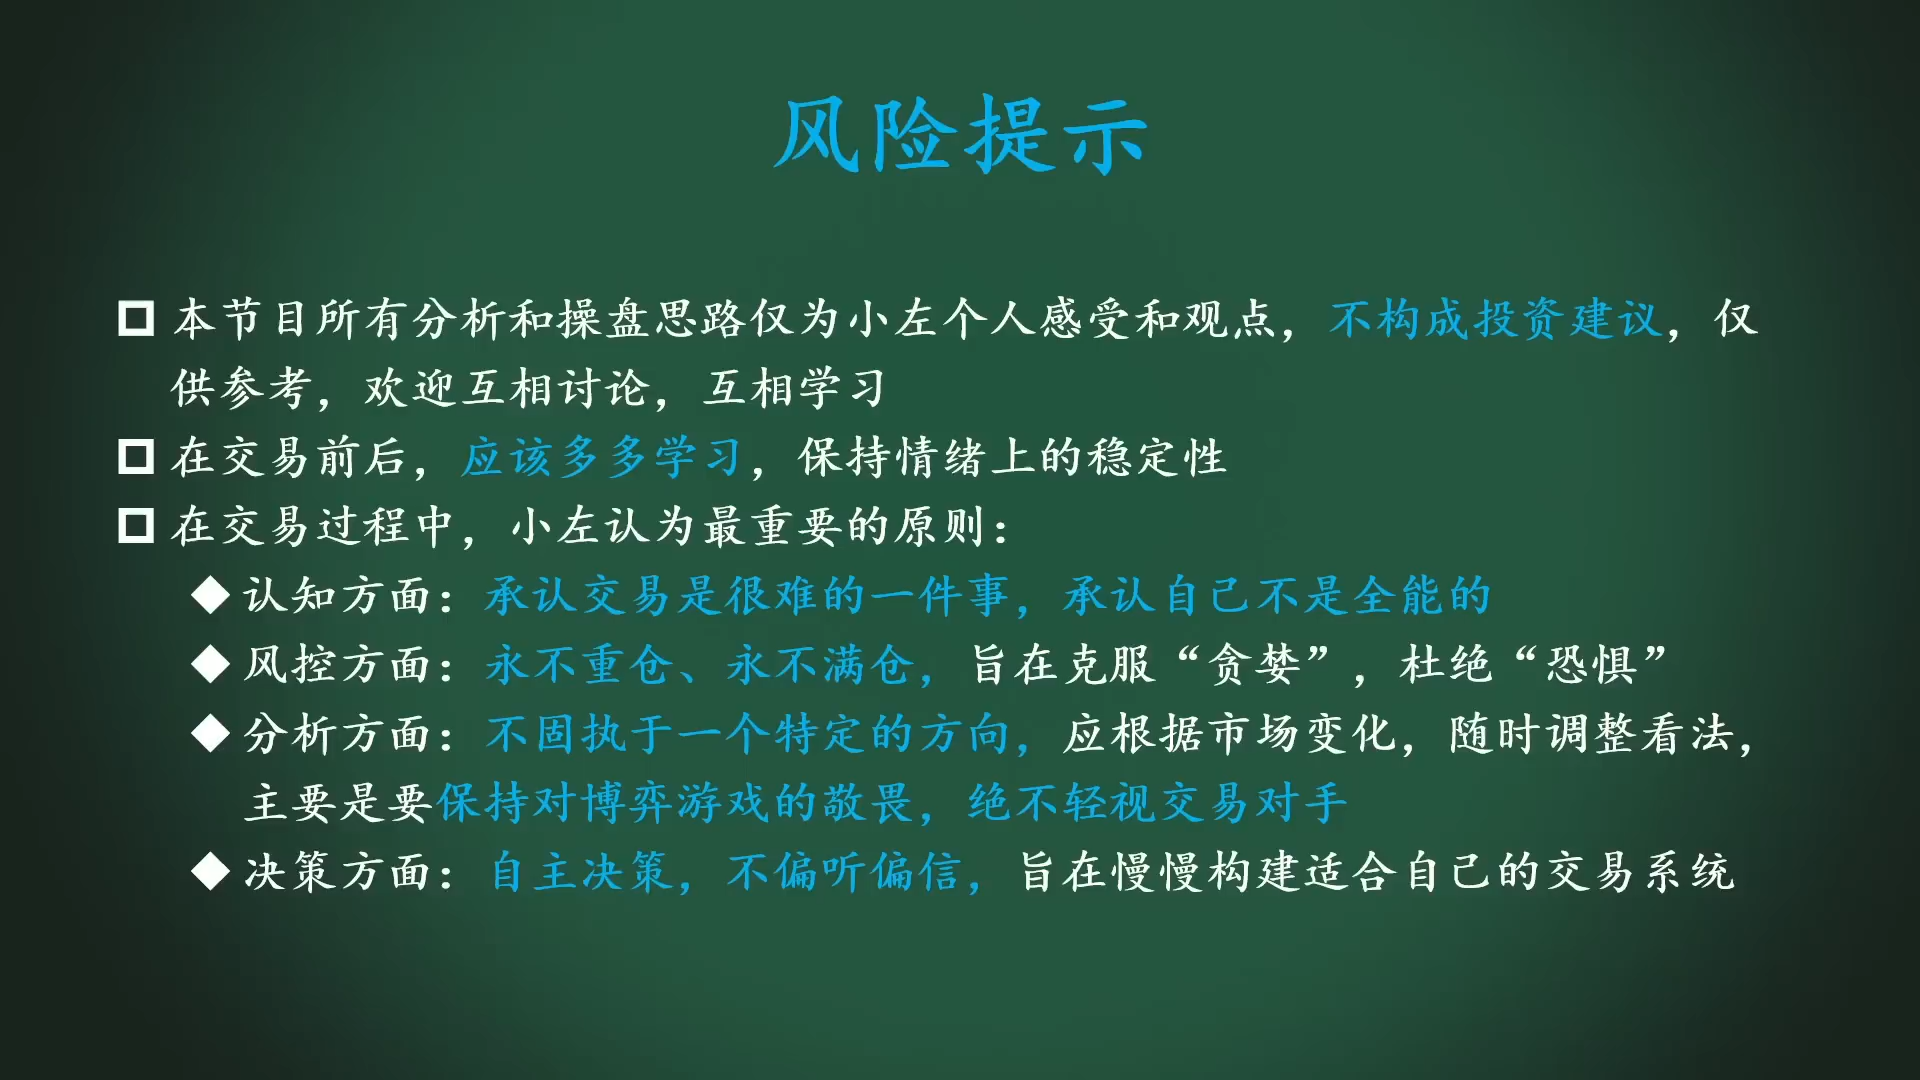 风险提示
本节目所有分析和操盘思路仅为小左个人感受和观点，不构成投资建议，仅
供参考，欢迎互相讨论，互相学习
在交易前后，应该多多学习，保持情绪上的稳定性
在交易过程中，小左认为最重要的原则：
认知方面：承认交易是很难的一件事，承认自己不是全能的
风控方面：永不重仓、永不满仓，旨在克服“贪婪”，杜绝“恐惧”
分析方面：不固执于一个特定的方向，应根据市场变化，随时调整看法，
主要是要保持对博弈游戏的敬畏，绝不轻视交易对手
决策方面：自主决策，不偏听偏信，旨在慢慢构建适合自己的交易系统